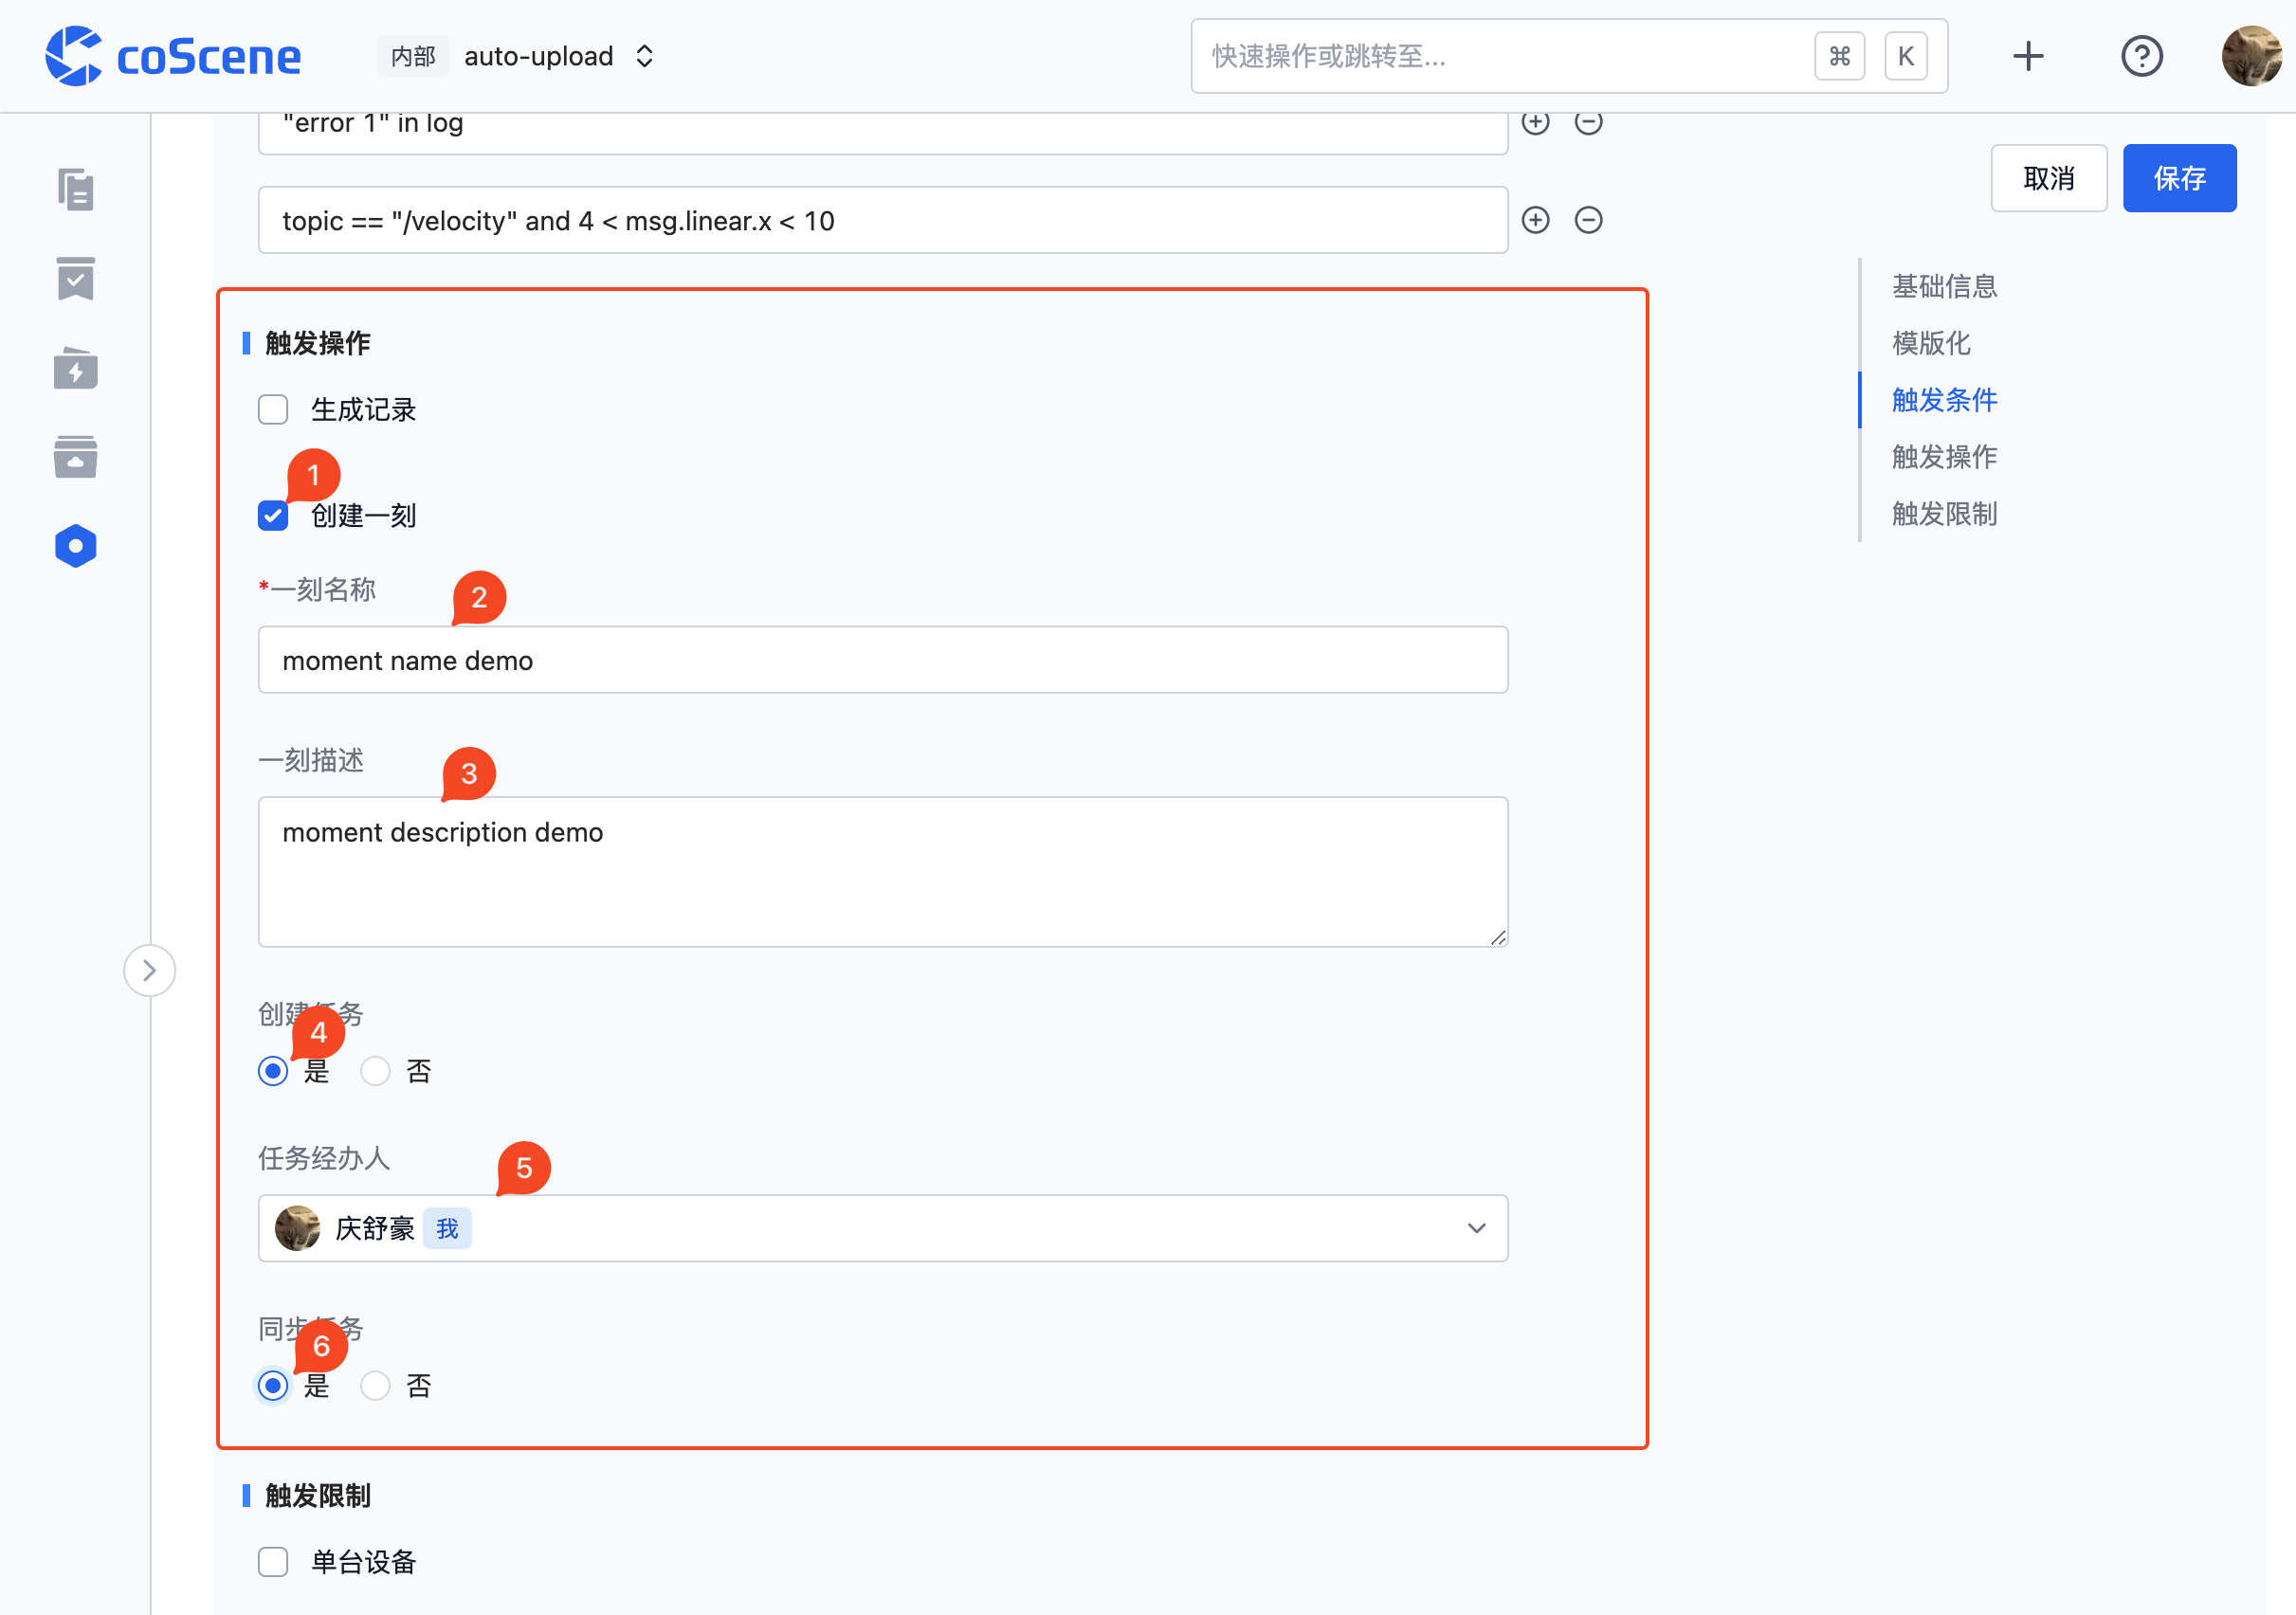 coScene
内部 auto-upload
快速操作或跳转至... ⌘ K
"error 1" in log
取消 保存
topic == "/velocity" and 4 < msg.linear.x < 10
基础信息
模版化
触发条件
触发操作
触发限制
触发操作
生成记录
1
创建一刻
*一刻名称
2
moment name demo
一刻描述
3
moment description demo
创建任务
4
是 否
任务经办人
5
庆舒豪 我
同步任务
6
是 否
触发限制
单台设备